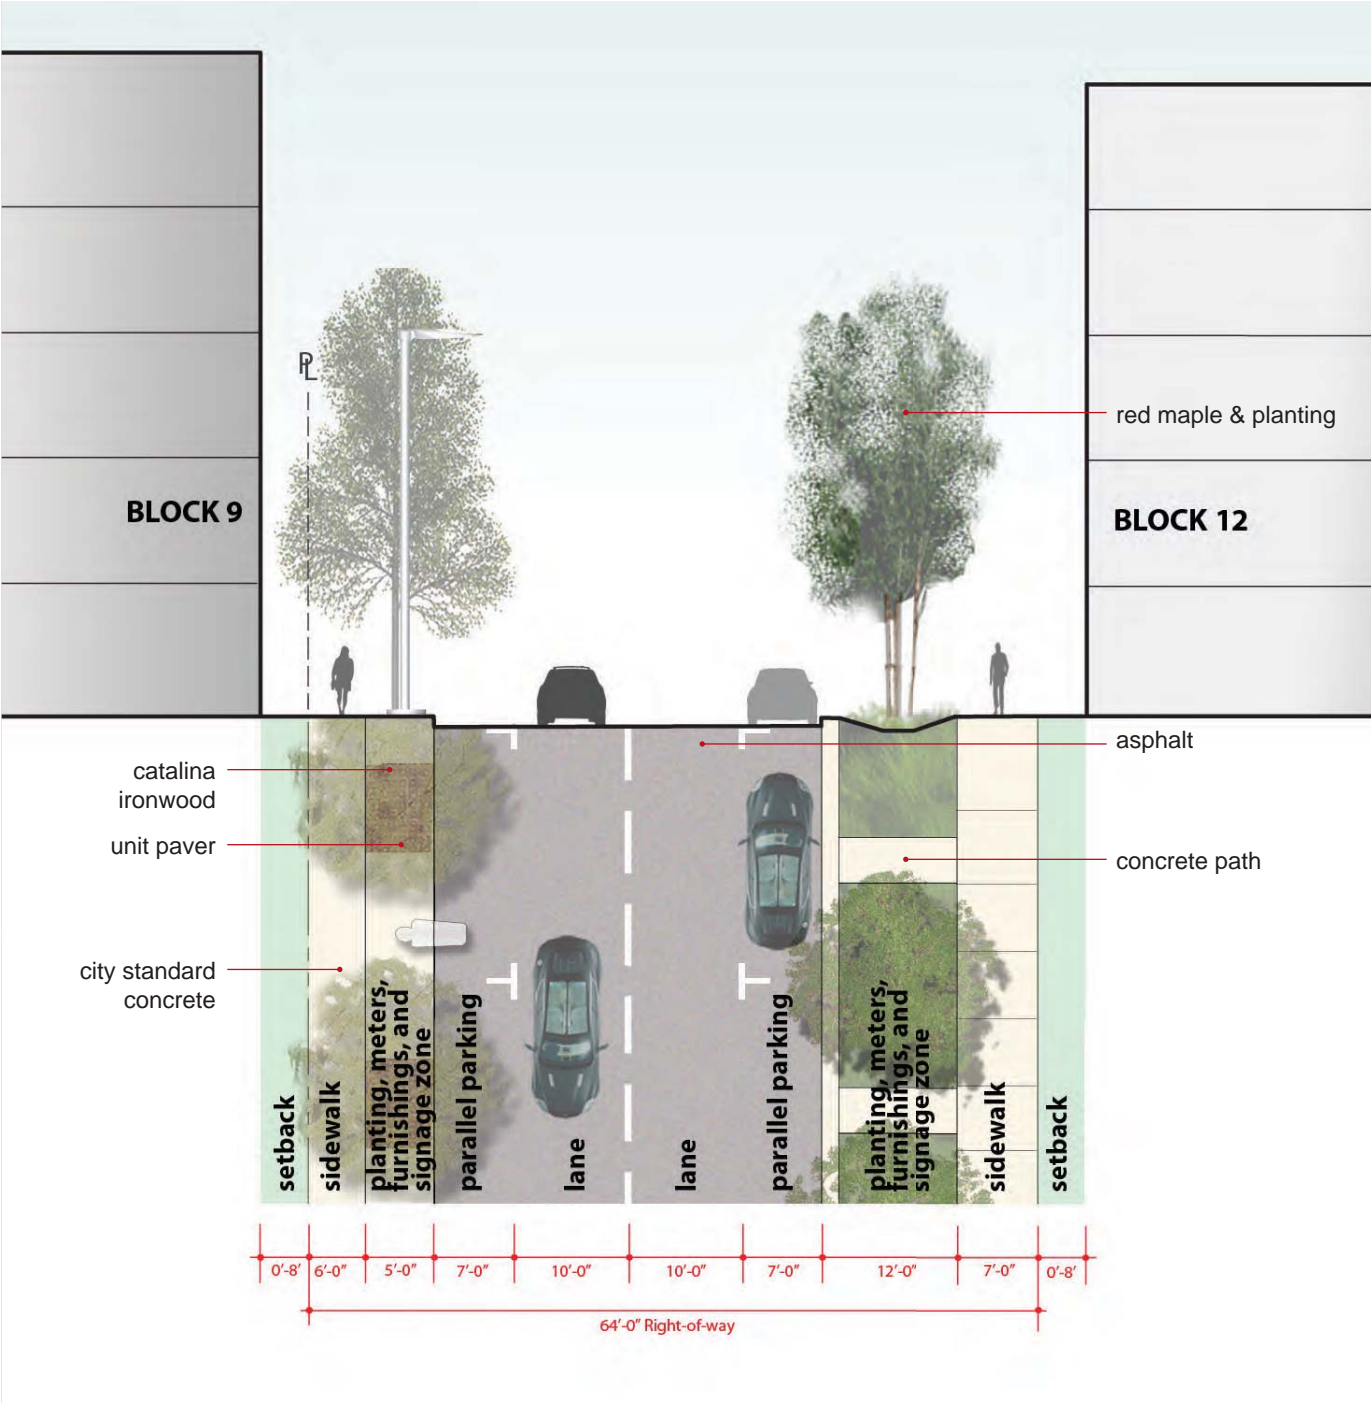 PL
red maple & planting
BLOCK 9
BLOCK 12
asphalt
catalina
ironwood
unit paver
concrete path
city standard
concrete
setback
sidewalk
planting, meters,
furnishings, and
signage zone
parallel parking
lane
lane
parallel parking
planting, meters,
furnishings, and
signage zone
sidewalk
setback
0'-8' 6'-0" 5'-0" 7'-0" 10'-0" 10'-0" 7'-0" 12'-0" 7'-0" 0'-8'
64'-0" Right-of-way